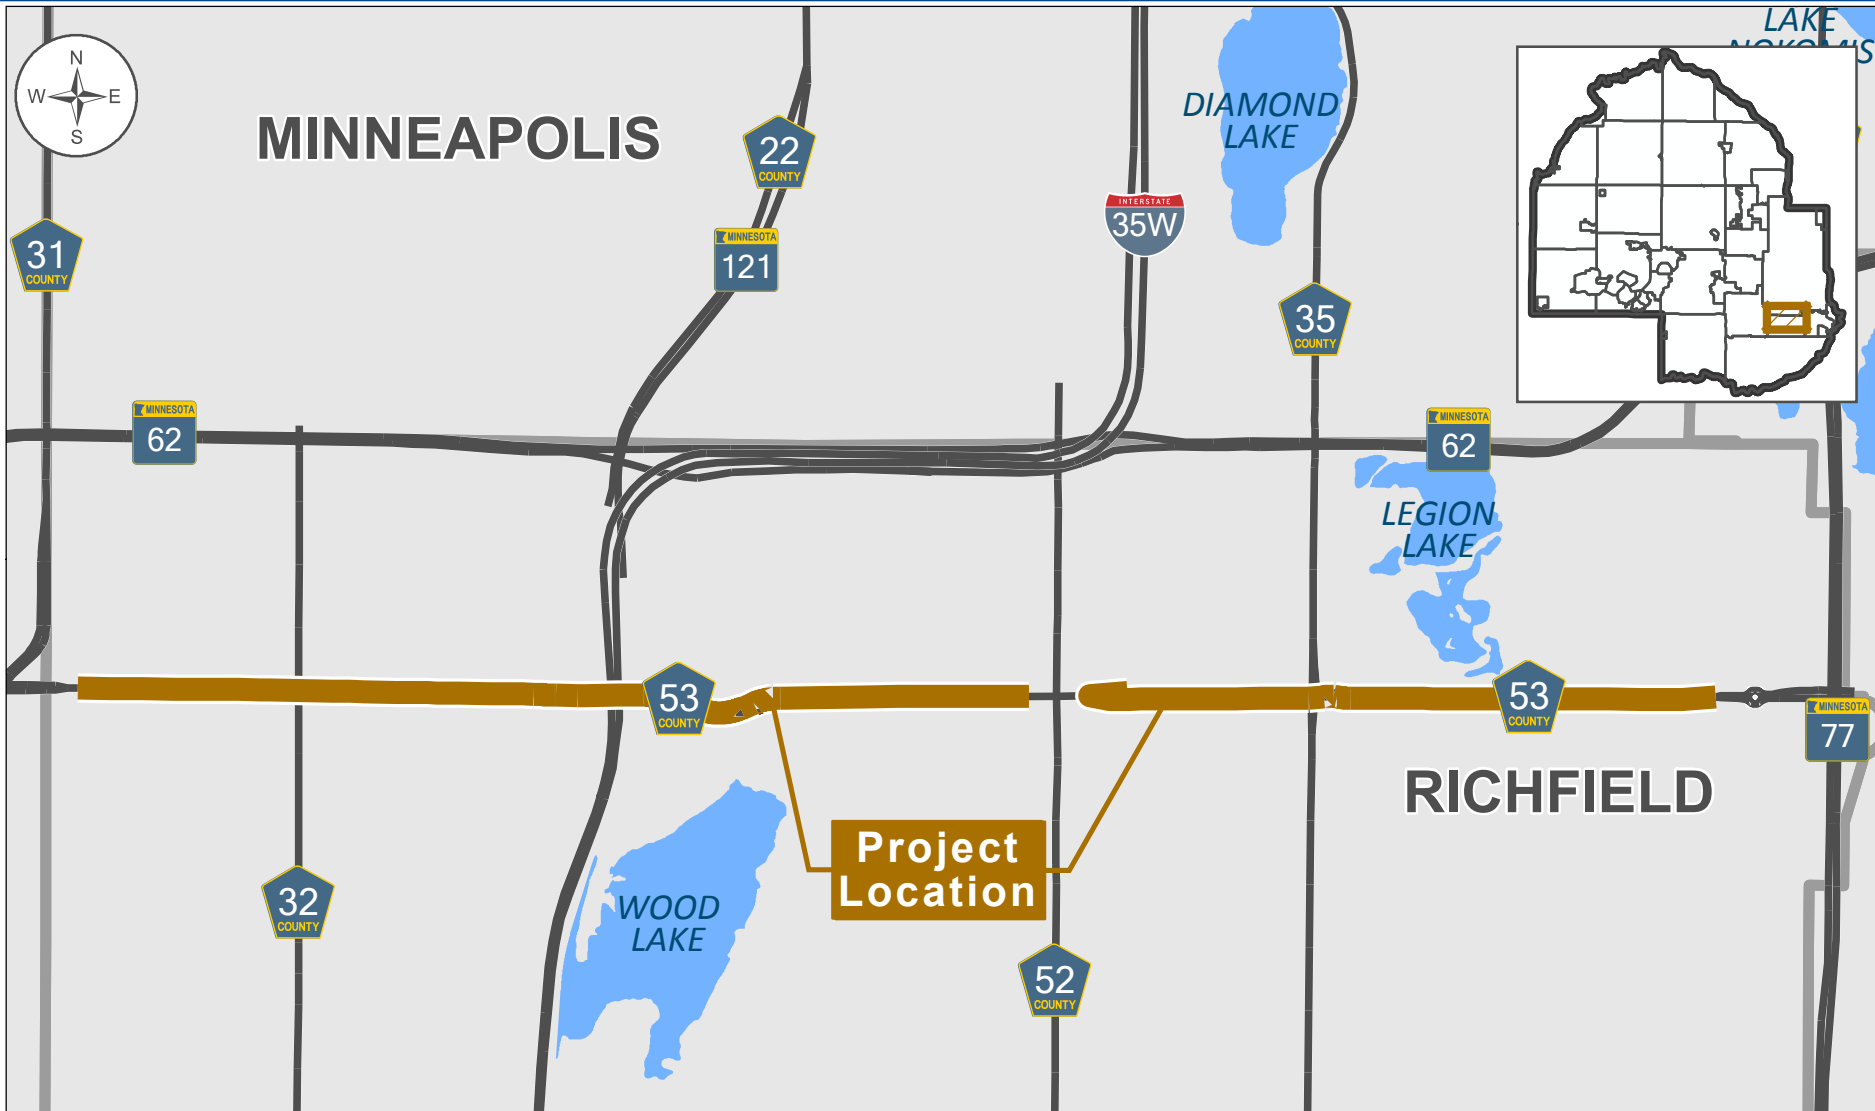 LAKE
NOKOMIS
N
W
E
S
MINNEAPOLIS
DIAMOND
LAKE
22
COUNTY
INTERSTATE
35W
MINNESOTA
121
31
COUNTY
35
COUNTY
MINNESOTA
62
MINNESOTA
62
LEGION
LAKE
53
COUNTY
53
COUNTY
MINNESOTA
77
RICHFIELD
Project
Location
32
COUNTY
WOOD
LAKE
52
COUNTY